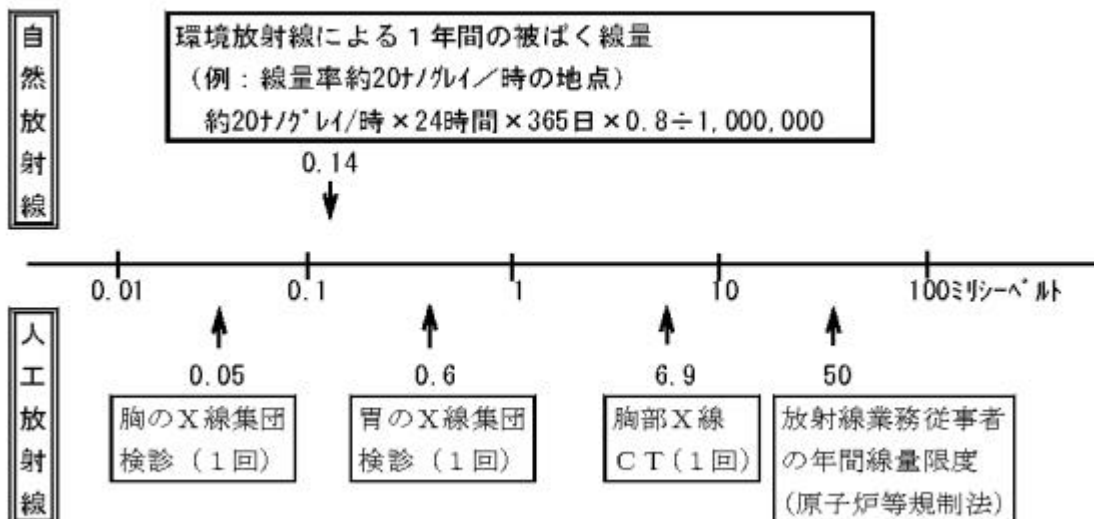 自然放射線
環境放射線による1年間の被ばく線量
(例：線量率約20ﾅﾉｸﾞﾚｲ／時の地点)
約20ﾅﾉｸﾞﾚｲ/時×24時間×365日×0.8÷1,000,000
0.14
0.01
0.1
1
10
100ﾐﾘｼｰﾍﾞﾙﾄ
人工放射線
0.05
0.6
6.9
50
胸のX線集団
検診（1回）
胃のX線集団
検診（1回）
胸部X線
CT(1回)
放射線業務従事者
の年間線量限度
(原子炉等規制法)